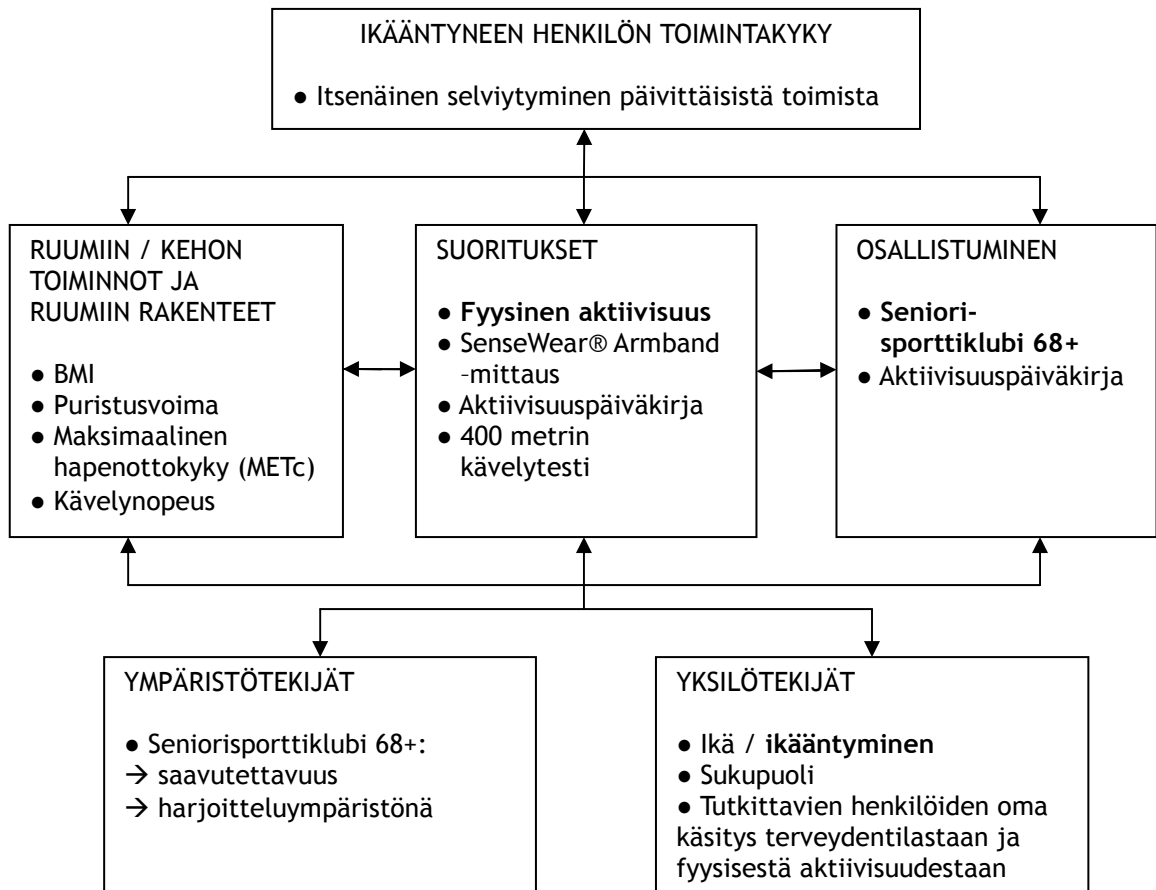 IKÄÄNTYNEEN HENKILÖN TOIMINTAKYKY
● Itsenäinen selviytyminen päivittäisistä toimista
RUUMIIN / KEHON
TOIMINNOT JA
RUUMIIN RAKENTEET
● BMI
● Puristusvoima
● Maksimaalinen
hapenottokyky (METc)
● Kävelynopeus
SUORITUKSET
● Fyysinen aktiivisuus
● SenseWear® Armband
-mittaus
● Aktiivisuuspäiväkirja
● 400 metrin
kävelytesti
OSALLISTUMINEN
● Seniori-
sporttiklubi 68+
● Aktiivisuuspäiväkirja
YMPÄRISTÖTEKIJÄT
● Seniorisporttiklubi 68+:
→ saavutettavuus
→ harjoitteluympäristönä
YKSILÖTEKIJÄT
● Ikä / ikääntyminen
● Sukupuoli
● Tutkittavien henkilöiden oma
käsitys terveydentilastaan ja
fyysisestä aktiivisuudestaan